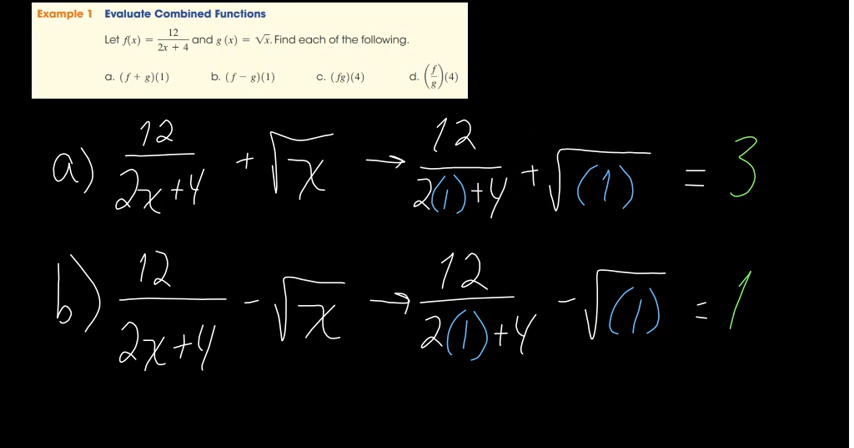 Example 1 Evaluate Combined Functions
Let f(x) = 12/(2x + 4) and g (x) = √x. Find each of the following.
a. (f + g)(1) b. (f − g)(1) c. (fg)(4) d. (f/g)(4)
a) 12/(2x+4) + √x → 12/(2(1)+4) + √(1) = 3
b) 12/(2x+4) − √x → 12/(2(1)+4) − √(1) = 1